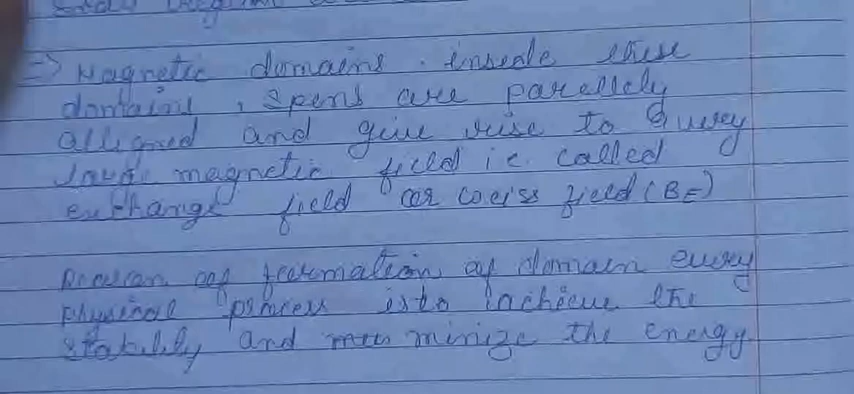 => Magnetic domains. inside these
domains, spins are parellely
alligned and give rise to a very
large magnetic field i.e. called
exchange field or weiss field (BE)
Reason of formation of domain every
physical process is to achieve the
stability and minize the energy